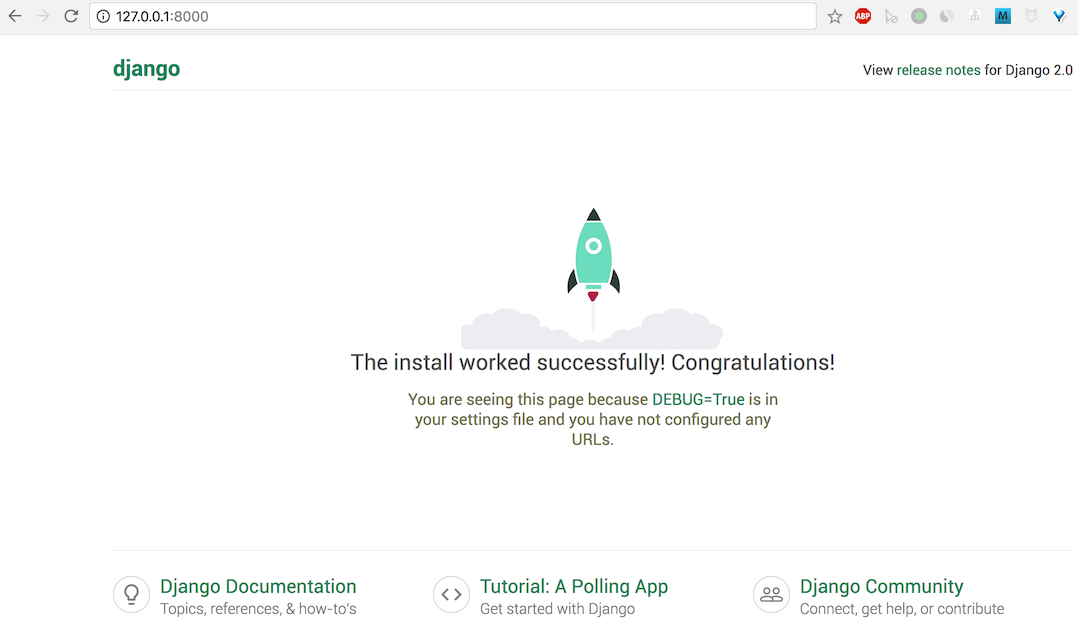 127.0.0.1:8000
ABP
M
django
View release notes for Django 2.0
The install worked successfully! Congratulations!
You are seeing this page because DEBUG=True is in
your settings file and you have not configured any
URLs.
Django Documentation
Topics, references, & how-to's
Tutorial: A Polling App
Get started with Django
Django Community
Connect, get help, or contribute